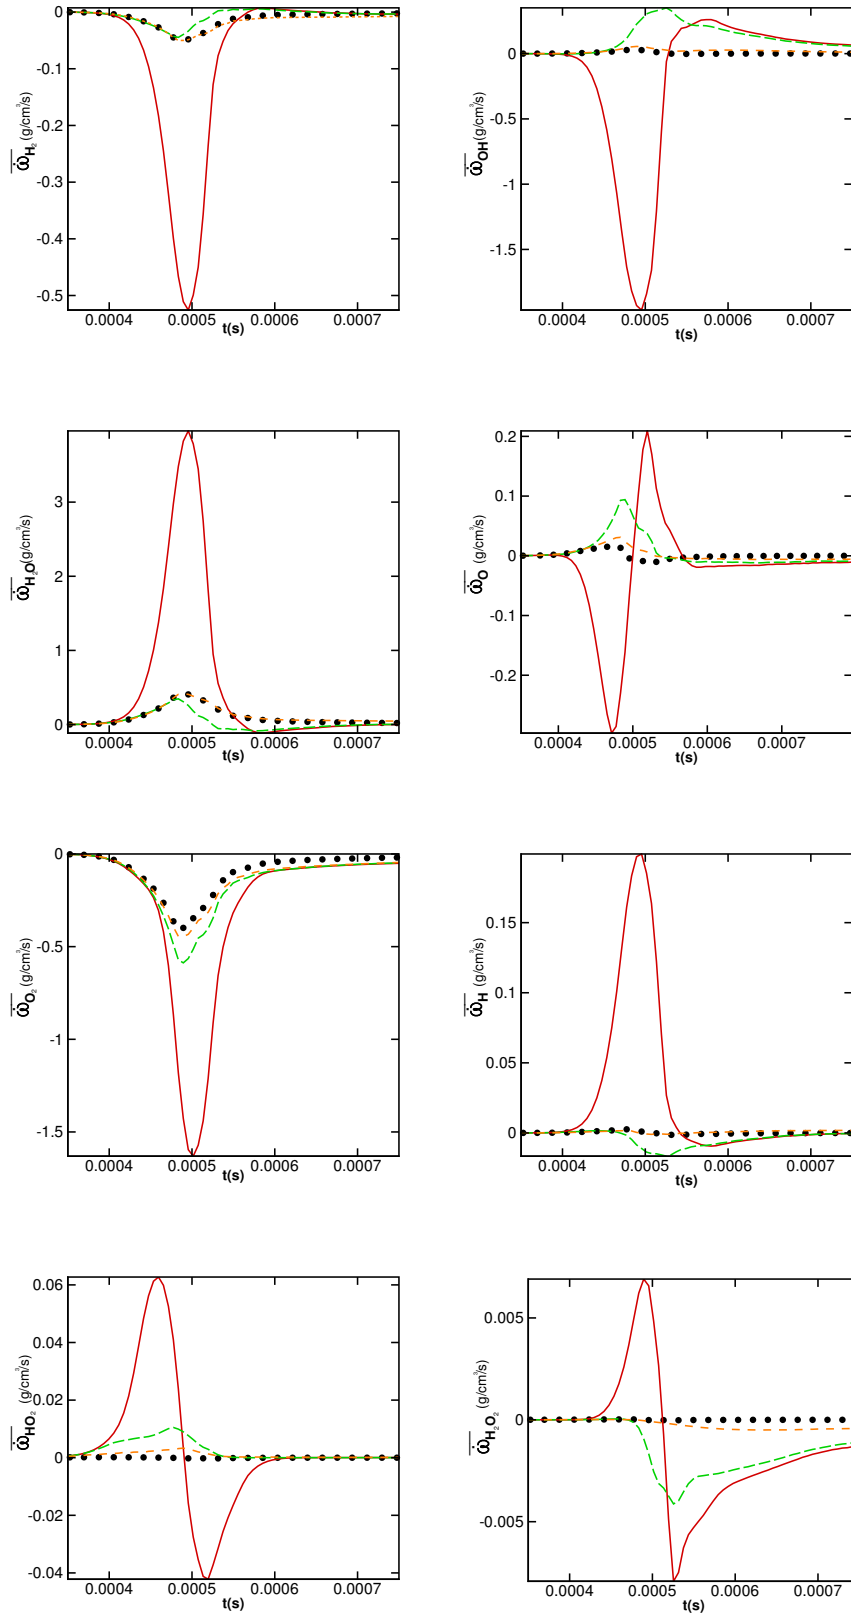 0
-0.1
-0.2
-0.3
-0.4
-0.5
ω̇H₂ (g/cm³/s)
0.0004 0.0005 0.0006 0.0007
t(s)
0
-0.5
-1
-1.5
ω̇OH (g/cm³/s)
0.0004 0.0005 0.0006 0.0007
t(s)
3
2
1
0
ω̇H₂O(g/cm³/s)
0.0004 0.0005 0.0006 0.0007
t(s)
0.2
0.1
0
-0.1
-0.2
ω̇O (g/cm³/s)
0.0004 0.0005 0.0006 0.0007
t(s)
0
-0.5
-1
-1.5
ω̇O₂ (g/cm³/s)
0.0004 0.0005 0.0006 0.0007
t(s)
0.15
0.1
0.05
0
ω̇H (g/cm³/s)
0.0004 0.0005 0.0006 0.0007
t(s)
0.06
0.04
0.02
0
-0.02
-0.04
ω̇HO₂ (g/cm³/s)
0.0004 0.0005 0.0006 0.0007
t(s)
0.005
0
-0.005
ω̇H₂O₂ (g/cm³/s)
0.0004 0.0005 0.0006 0.0007
t(s)